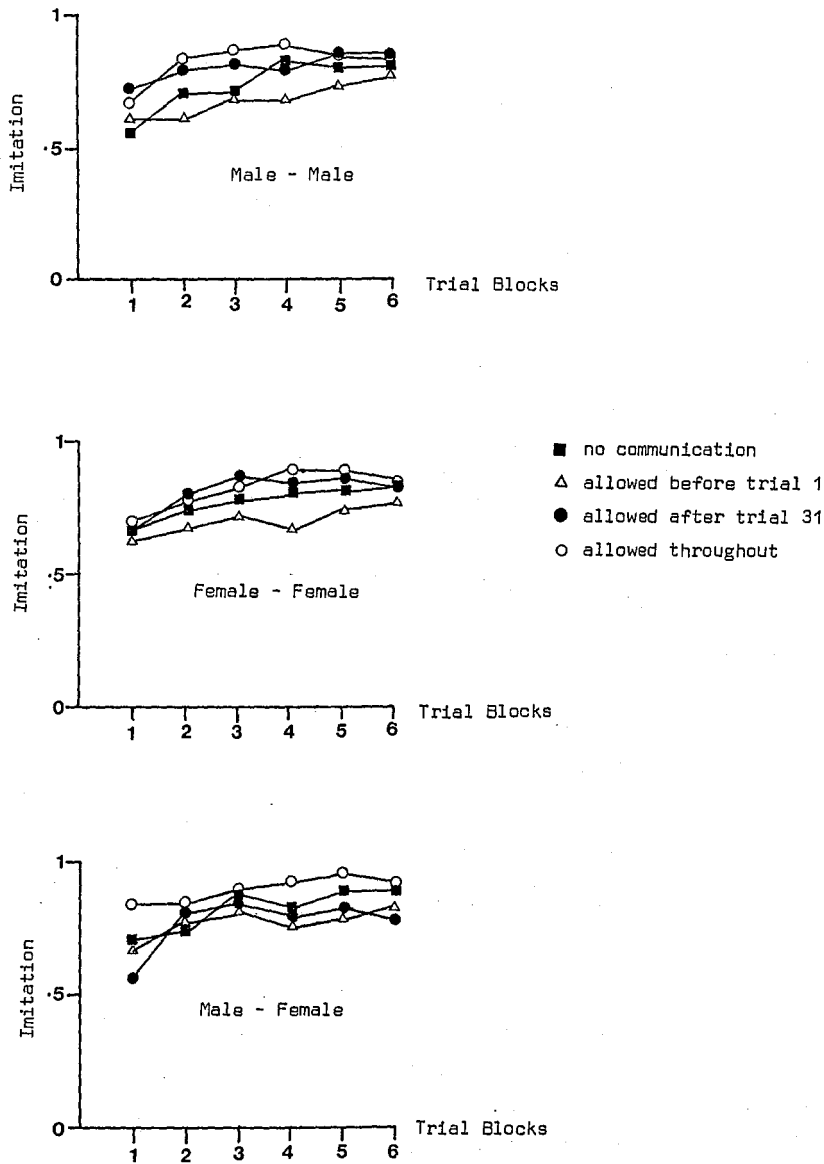 1
Imitation
·5
Male - Male
0
1 2 3 4 5 6
Trial Blocks
1
Imitation
·5
Female - Female
0
1 2 3 4 5 6
Trial Blocks
■ no communication
△ allowed before trial 1
● allowed after trial 31
○ allowed throughout
1
Imitation
·5
Male - Female
0
1 2 3 4 5 6
Trial Blocks